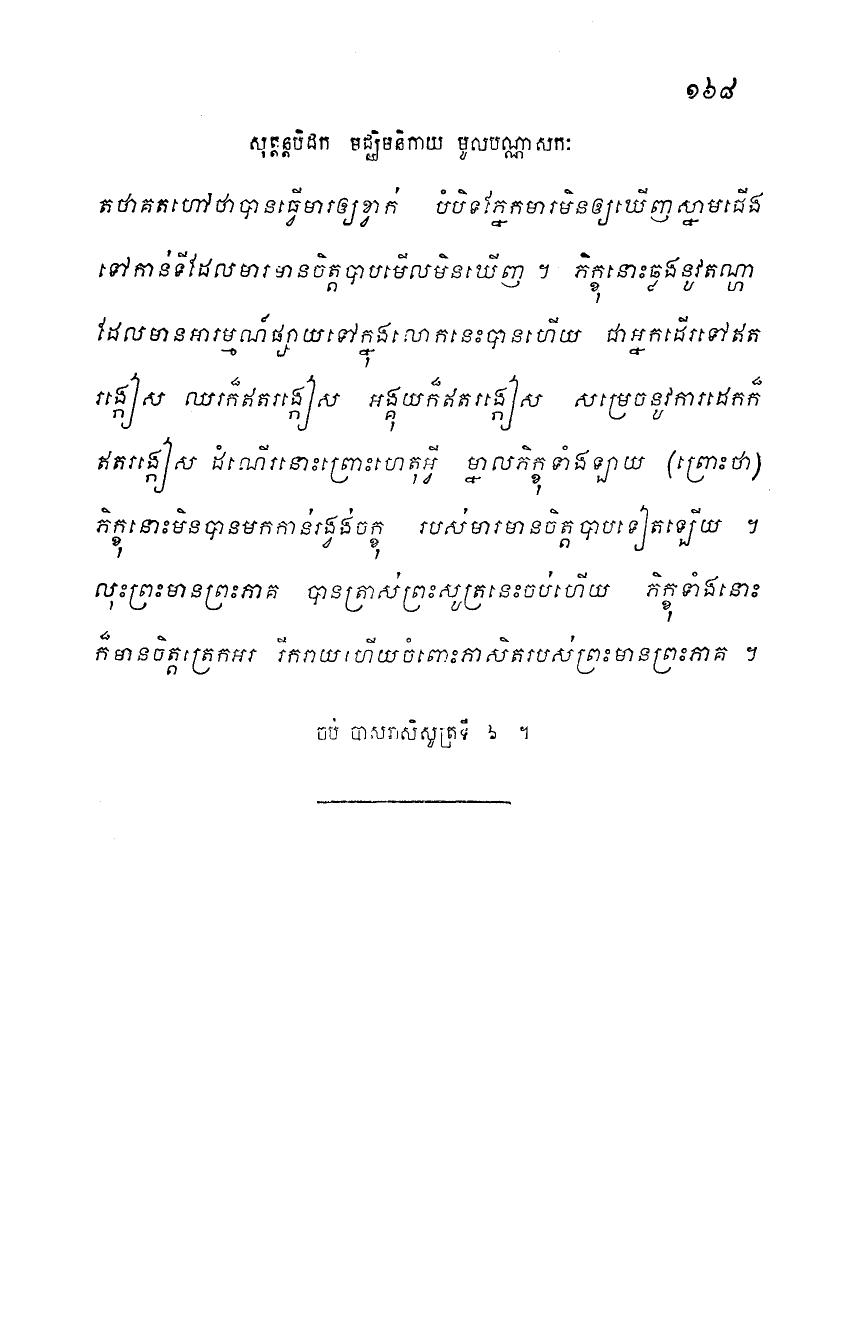 ១៦៨
សុត្តន្តបិដក មជ្ឈិមនិកាយ មូលបណ្ណាសកៈ
តថាគតហៅថាបានធ្វើមារឲ្យខ្វាក់ បំបិទភ្នែកមារមិនឲ្យឃើញស្នាមជើង
ទៅកាន់ទីដែលមារមានចិត្តបាបមើលមិនឃើញ ។ ភិក្ខុនោះឆ្លងនូវតណ្ហា
ដែលមានអារម្មណ៍ផ្សាយទៅក្នុងលោកនេះបានហើយ ជាអ្នកដើរទៅឥត
រង្កៀស ឈរក៏ឥតរង្កៀស អង្គុយក៏ឥតរង្កៀស សម្រេចនូវការដេកក៏
ឥតរង្កៀស ដំណើរនោះព្រោះហេតុអ្វី ម្នាលភិក្ខុទាំងឡាយ (ព្រោះថា)
ភិក្ខុនោះមិនបានមកកាន់រង្វង់ចក្ខុ របស់មារមានចិត្តបាបទៀតឡើយ ។
លុះព្រះមានព្រះភាគ បានត្រាស់ព្រះសូត្រនេះចប់ហើយ ភិក្ខុទាំងនោះ
ក៏មានចិត្តត្រេកអរ រីករាយហើយចំពោះភាសិតរបស់ព្រះមានព្រះភាគ ។
ចប់ បាសរាសិសូត្រទី ៦ ។